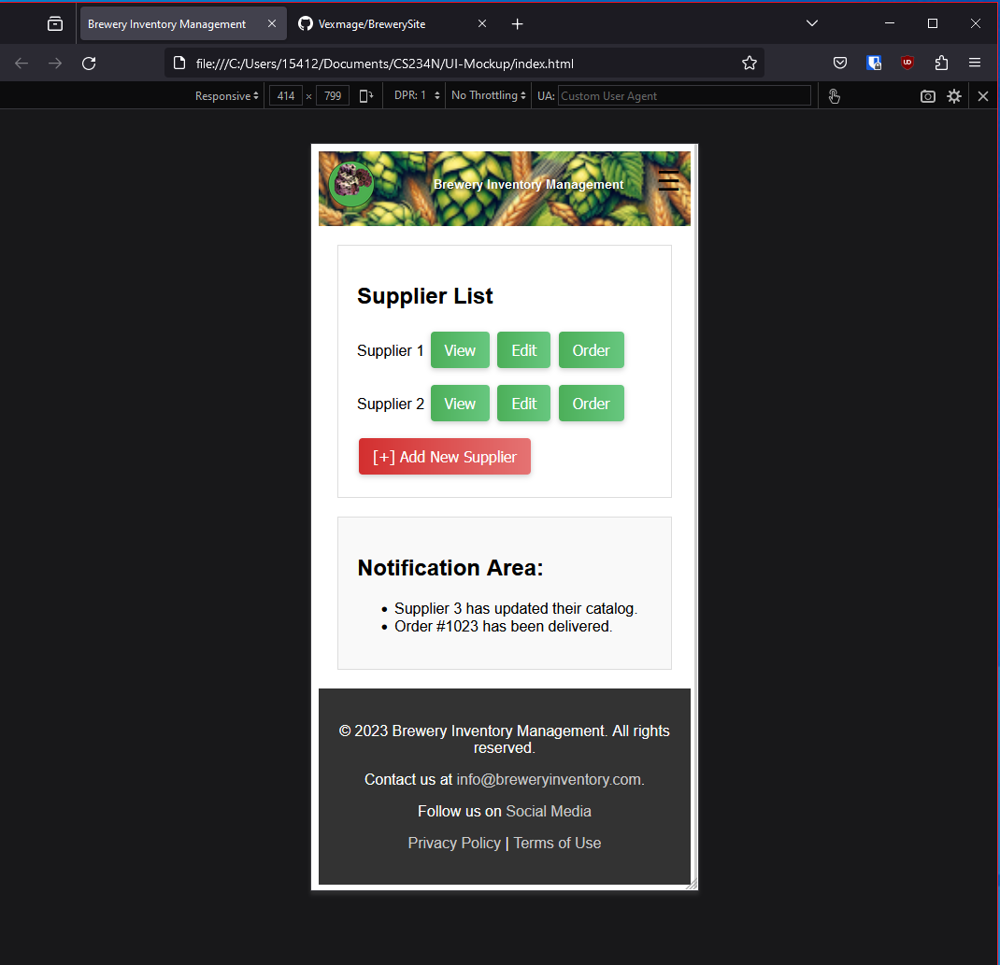 Brewery Inventory Management
Vexmage/BrewerySite
file:///C:/Users/15412/Documents/CS234N/UI-Mockup/index.html
Responsive 414 × 799 DPR: 1 No Throttling UA: Custom User Agent
Brewery Inventory Management
Supplier List
Supplier 1 View Edit Order
Supplier 2 View Edit Order
[+] Add New Supplier
Notification Area:
• Supplier 3 has updated their catalog.
• Order #1023 has been delivered.
© 2023 Brewery Inventory Management. All rights
reserved.
Contact us at info@breweryinventory.com.
Follow us on Social Media
Privacy Policy | Terms of Use